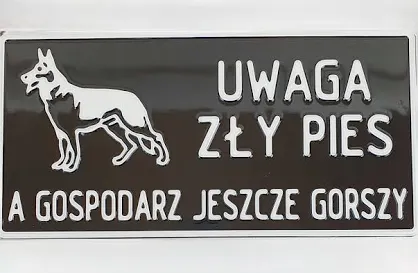 UWAGA
ZŁY PIES
A GOSPODARZ JESZCZE GORSZY